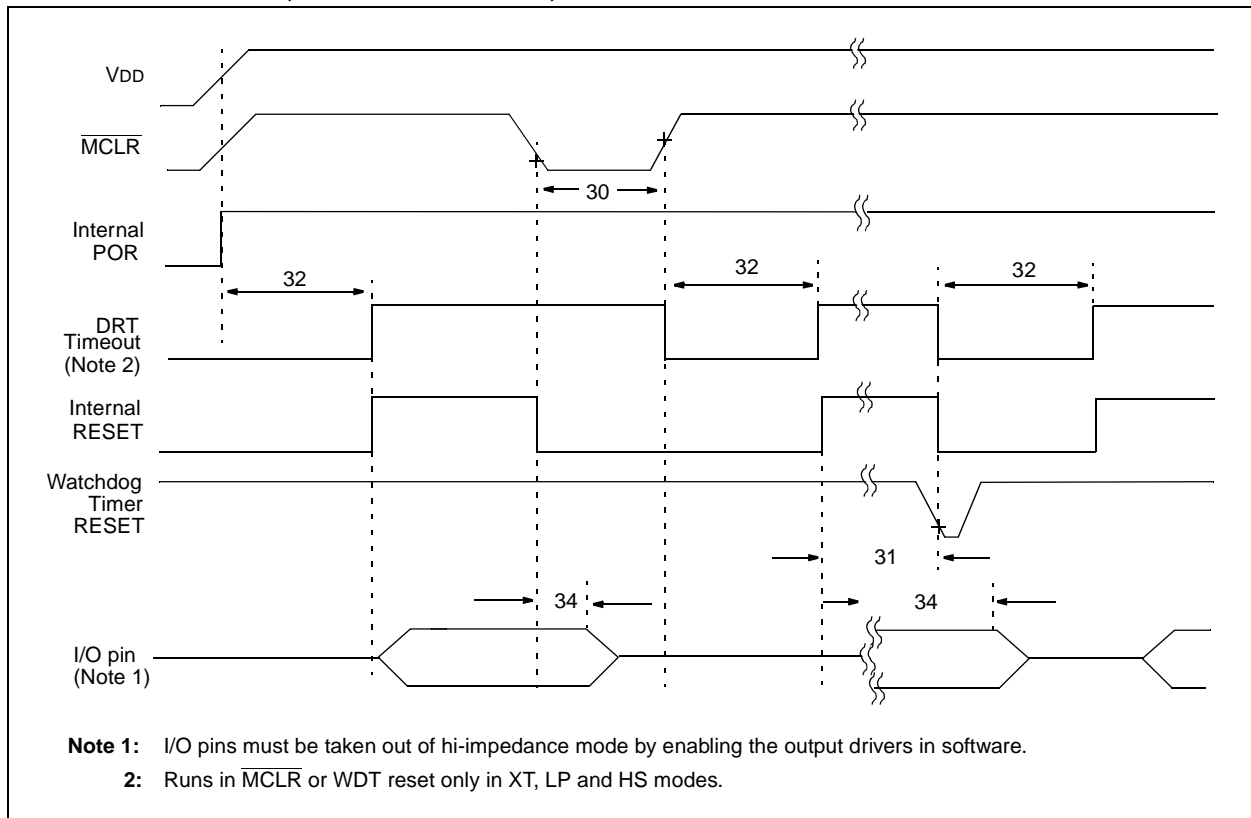 VDD
MCLR
30
Internal
POR
32
32
32
DRT
Timeout
(Note 2)
Internal
RESET
Watchdog
Timer
RESET
31
34
34
I/O pin
(Note 1)
Note 1: I/O pins must be taken out of hi-impedance mode by enabling the output drivers in software.
2: Runs in MCLR or WDT reset only in XT, LP and HS modes.